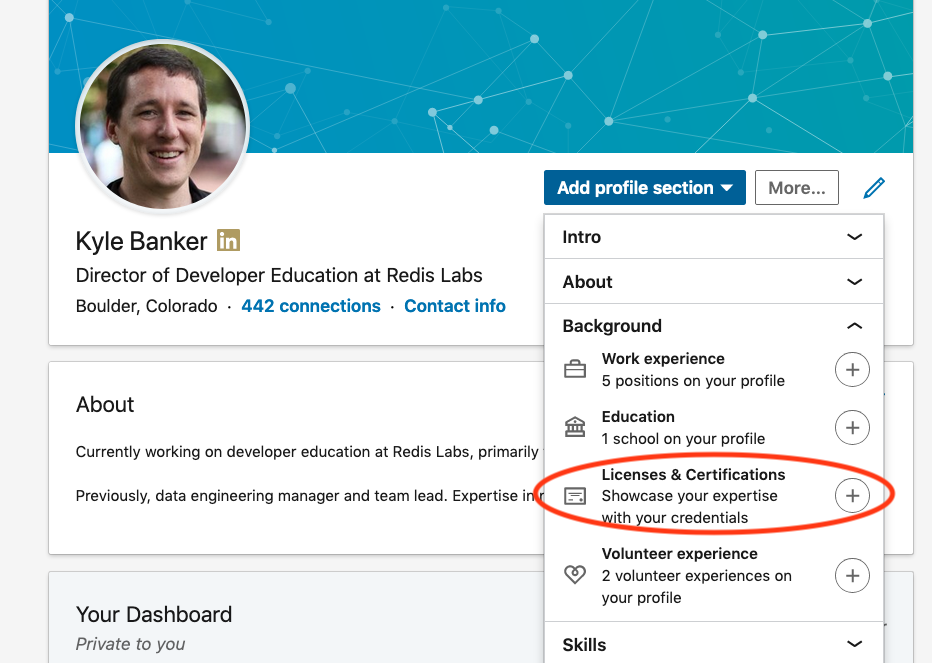 Add profile section
More...
Kyle Banker in
Director of Developer Education at Redis Labs
Boulder, Colorado · 442 connections · Contact info
Intro
About
Background
Work experience
5 positions on your profile
Education
1 school on your profile
Licenses & Certifications
Showcase your expertise
with your credentials
Volunteer experience
2 volunteer experiences on
your profile
Skills
About
Currently working on developer education at Redis Labs, primarily
Previously, data engineering manager and team lead. Expertise in
Your Dashboard
Private to you